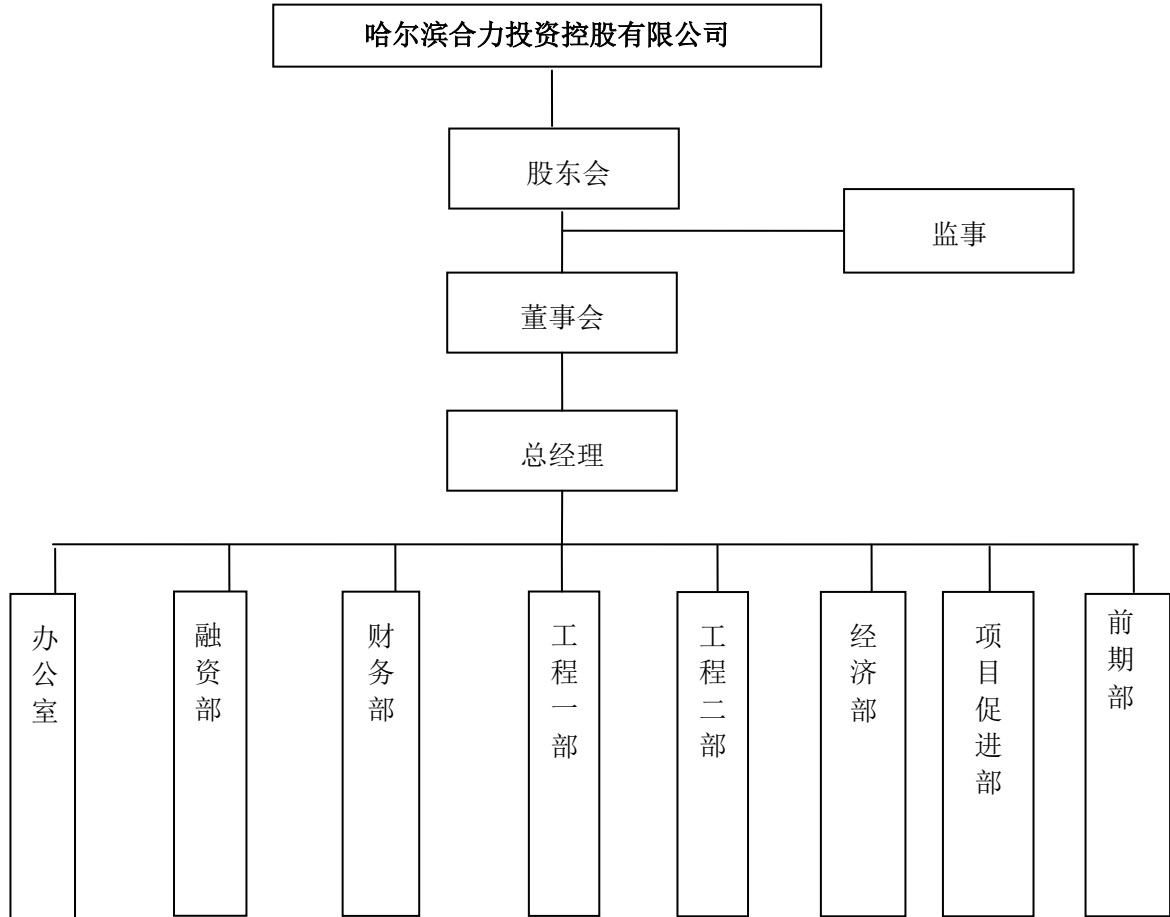 哈尔滨合力投资控股有限公司
股东会
监事
董事会
总经理
办公室
融资部
财务部
工程一部
工程二部
经济部
项目促进部
前期部